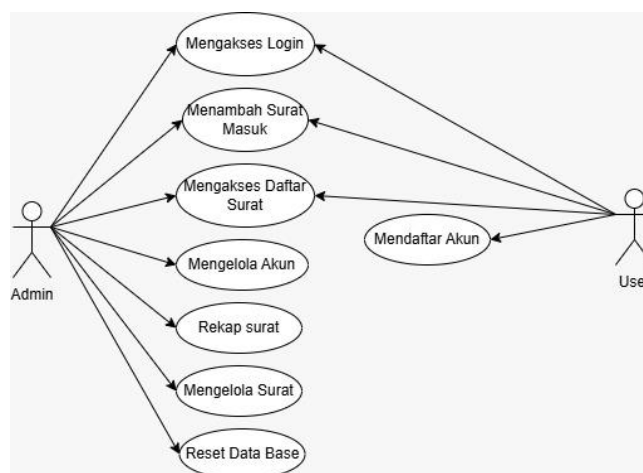 Mengakses Login
Menambah Surat
Masuk
Mengakses Daftar
Surat
Mendaftar Akun
Mengelola Akun
Admin
Use
Rekap surat
Mengelola Surat
Reset Data Base